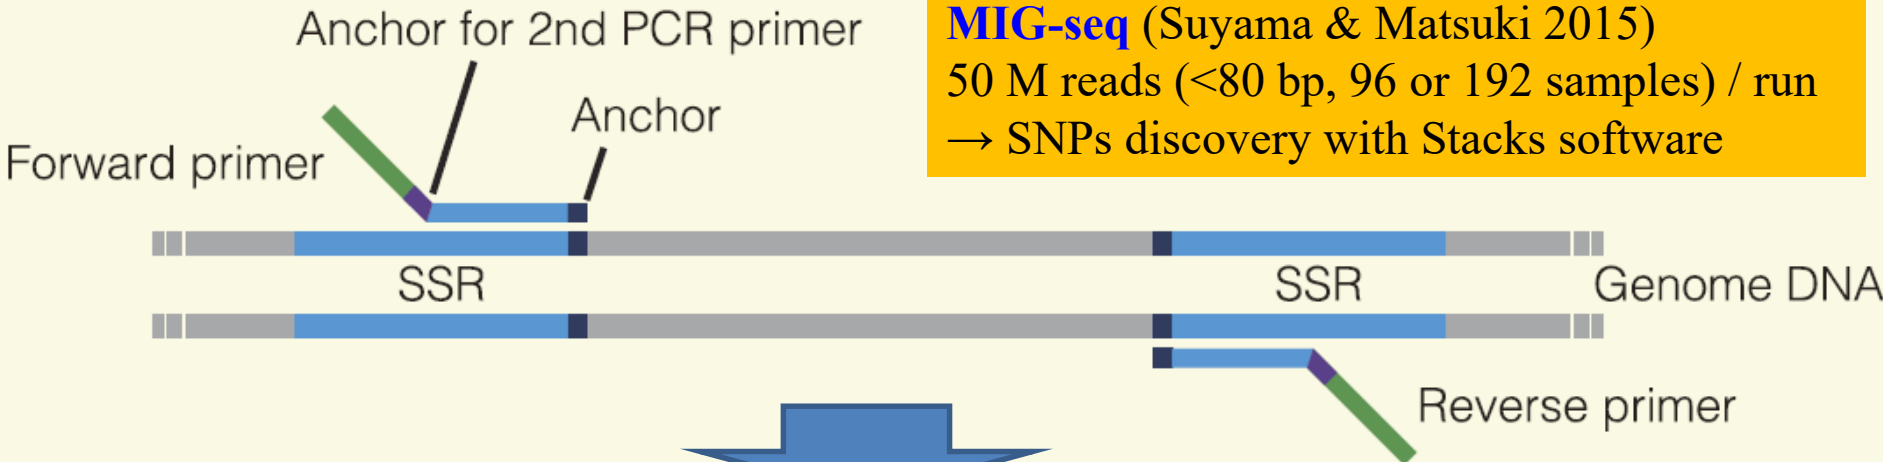 Anchor for 2nd PCR primer
MIG-seq (Suyama & Matsuki 2015)
50 M reads (<80 bp, 96 or 192 samples) / run
→ SNPs discovery with Stacks software
Anchor
Forward primer
SSR
SSR
Genome DNA
Reverse primer